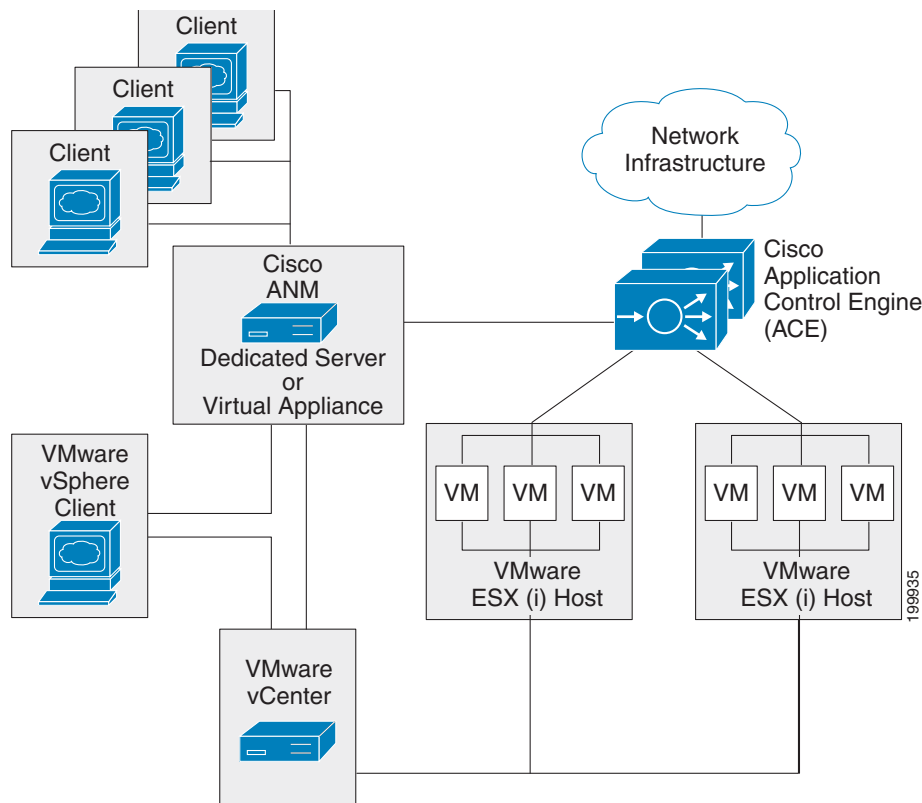 Client
Client
Client
Network
Infrastructure
Cisco
ANM
Dedicated Server
or
Virtual Appliance
Cisco
Application
Control Engine
(ACE)
VMware
vSphere
Client
VM VM VM
VMware
ESX (i) Host
VM VM VM
VMware
ESX (i) Host
199935
VMware
vCenter